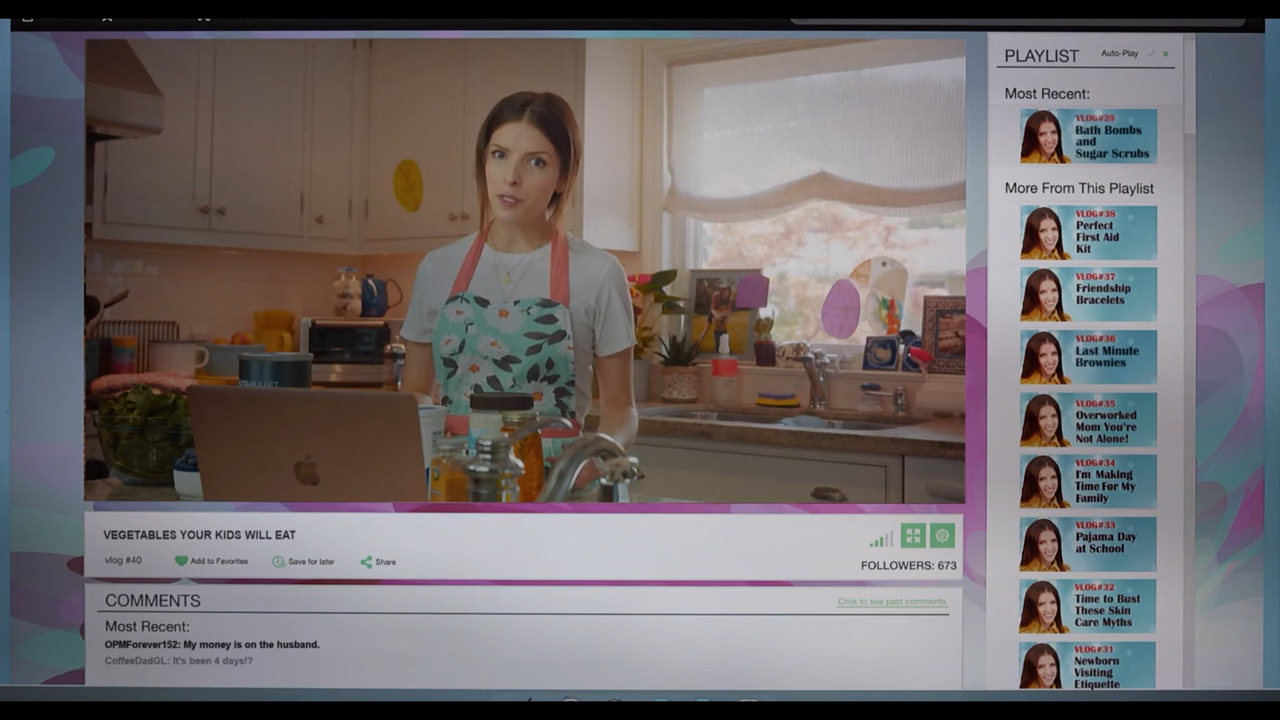 PLAYLIST
Auto-Play
Most Recent:
VLOG#39
Bath Bombs
and
Sugar Scrubs
More From This Playlist
VLOG#38
Perfect
First Aid
Kit
VLOG#37
Friendship
Bracelets
VLOG#36
Last Minute
Brownies
VLOG#35
Overworked
Mom You're
Not Alone!
VLOG#34
I'm Making
Time For My
Family
VLOG#33
Pajama Day
at School
VLOG#32
Time to Bust
These Skin
Care Myths
VLOG#31
Newborn
Visiting
Etiquette
VEGETABLES YOUR KIDS WILL EAT
vlog #40
Add to Favorites
Save for later
Share
FOLLOWERS: 673
COMMENTS
Click to see past comments.
Most Recent:
OPMForever152: My money is on the husband.
CoffeeDadGL: It's been 4 days!?